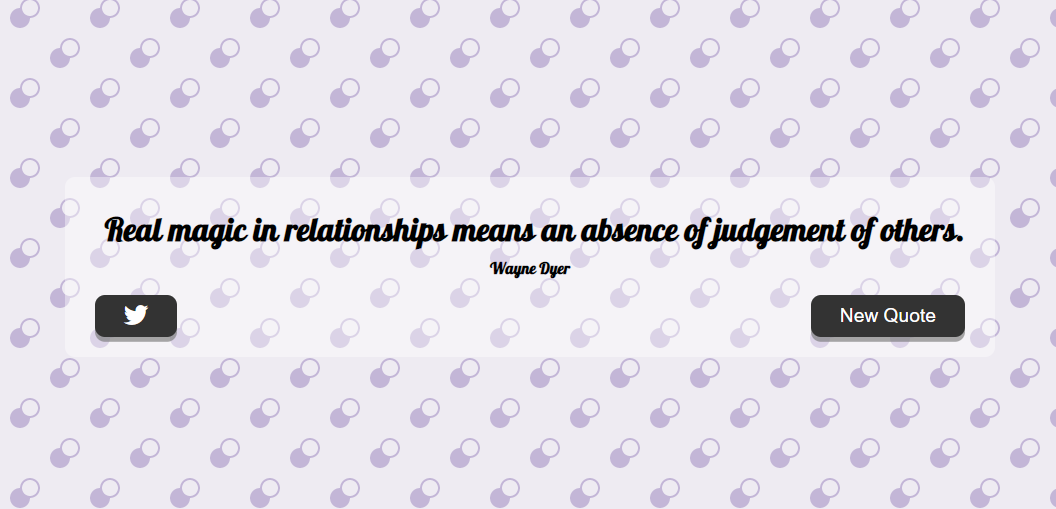 Real magic in relationships means an absence of judgement of others.
Wayne Dyer
New Quote